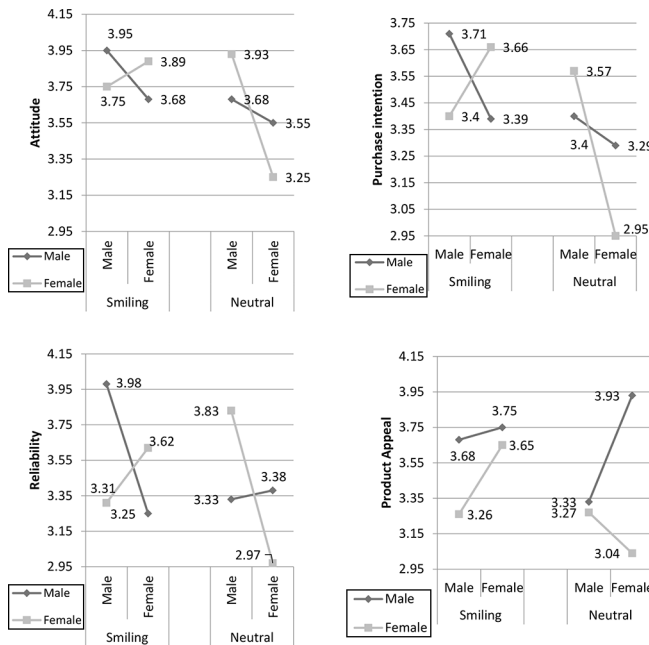 4.15
3.95
3.75
3.55
3.35
3.15
2.95
Attitude
3.95
3.89
3.75
3.68
3.93
3.68
3.55
3.25
Male
Female
Male
Female
Smiling
Neutral
Male
Female
3.75
3.65
3.55
3.45
3.35
3.25
3.15
3.05
2.95
Purchase intention
3.71
3.66
3.4
3.39
3.57
3.4
3.29
2.95
Male Female
Male Female
Smiling
Neutral
Male
Female
4.15
3.95
3.75
3.55
3.35
3.15
2.95
Reliability
3.98
3.62
3.31
3.25
3.83
3.33
3.38
2.97
Male
Female
Male
Female
Smiling
Neutral
Male
Female
4.15
3.95
3.75
3.55
3.35
3.15
2.95
Product Appeal
3.68
3.75
3.65
3.26
3.93
3.33
3.27
3.04
Male Female
Male Female
Smiling
Neutral
Male
Female